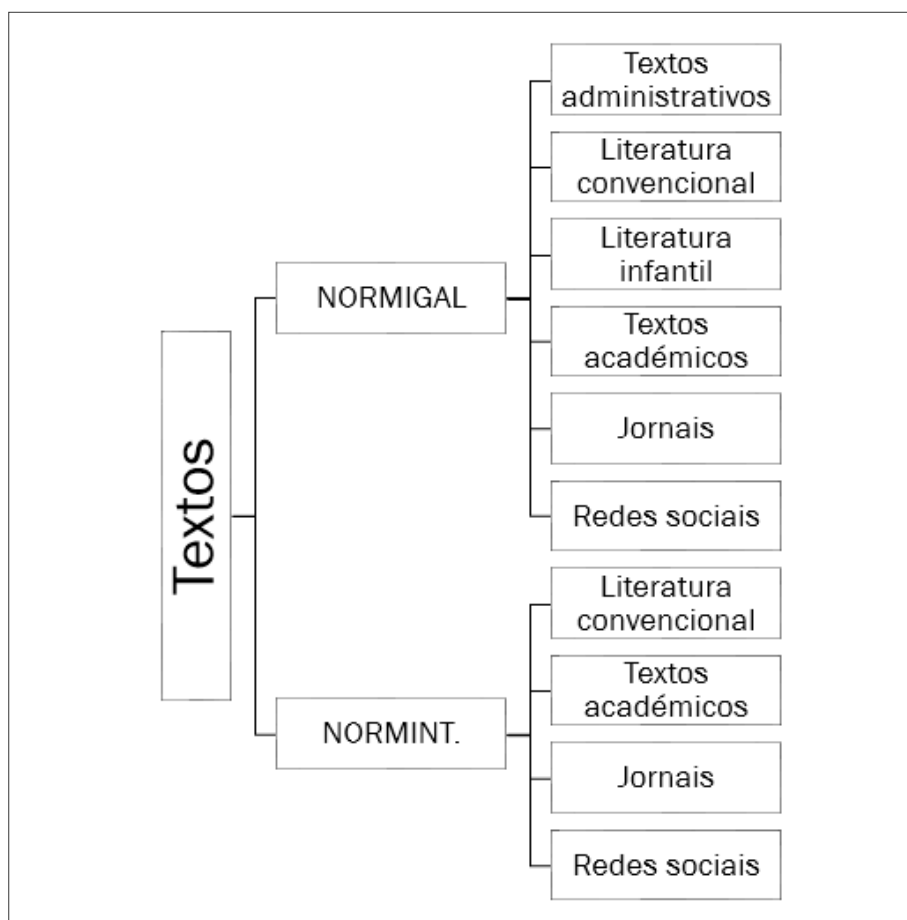 Textos
NORMIGAL
Textos
administrativos
Literatura
convencional
Literatura
infantil
Textos
académicos
Jornais
Redes sociais
NORMINT.
Literatura
convencional
Textos
académicos
Jornais
Redes sociais